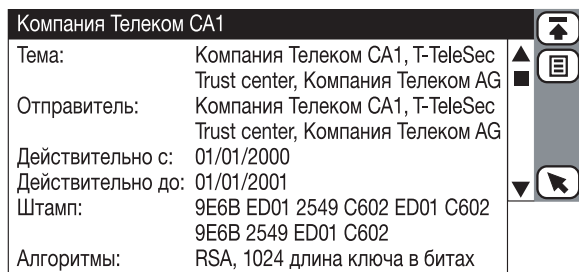 Компания Телеком CA1
Тема: Компания Телеком CA1, T-TeleSec
Trust center, Компания Телеком AG
Отправитель: Компания Телеком CA1, T-TeleSec
Trust center, Компания Телеком AG
Действительно с: 01/01/2000
Действительно до: 01/01/2001
Штамп: 9E6B ED01 2549 C602 ED01 C602
9E6B 2549 ED01 C602
Алгоритмы: RSA, 1024 длина ключа в битах